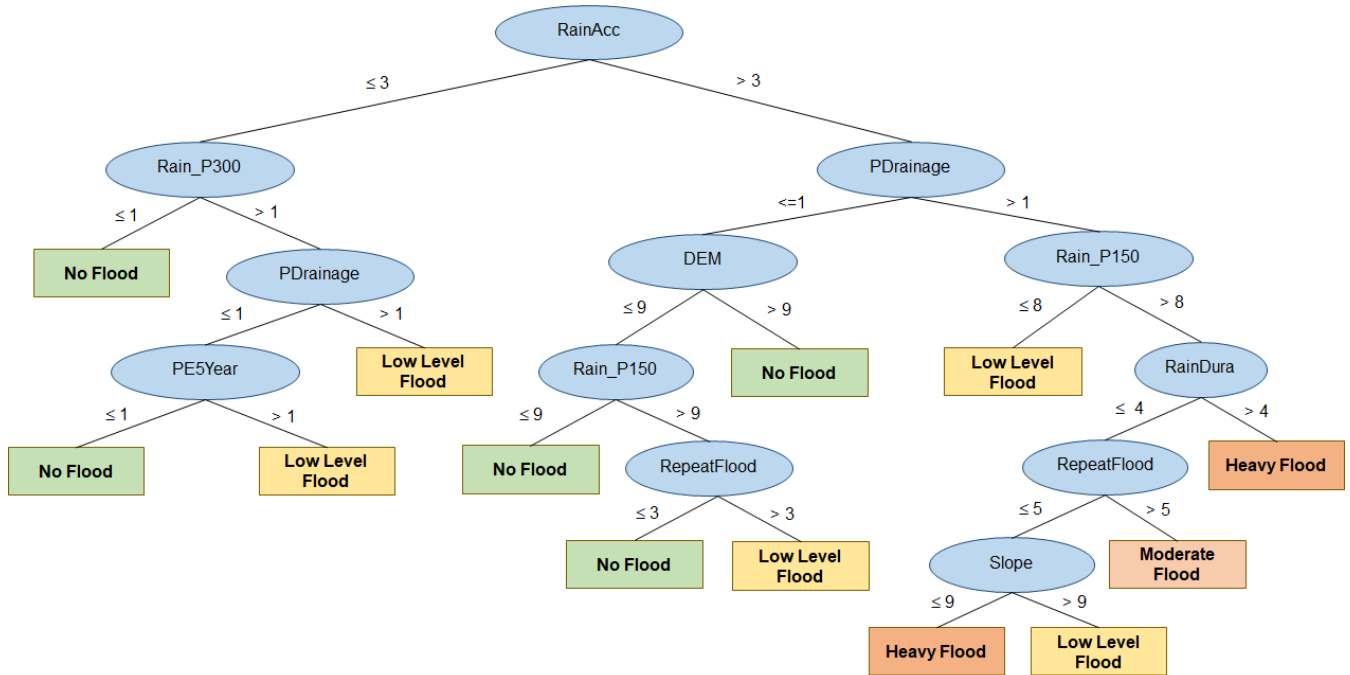 RainAcc
≤ 3
> 3
Rain_P300
PDrainage
≤ 1
> 1
<=1
> 1
No Flood
PDrainage
DEM
Rain_P150
≤ 1
> 1
≤ 9
> 9
≤ 8
> 8
PE5Year
Low Level
Flood
Rain_P150
No Flood
Low Level
Flood
RainDura
≤ 1
> 1
≤ 9
> 9
≤ 4
> 4
No Flood
Low Level
Flood
No Flood
RepeatFlood
RepeatFlood
Heavy Flood
≤ 3
> 3
≤ 5
> 5
No Flood
Low Level
Flood
Slope
Moderate
Flood
≤ 9
> 9
Heavy Flood
Low Level
Flood